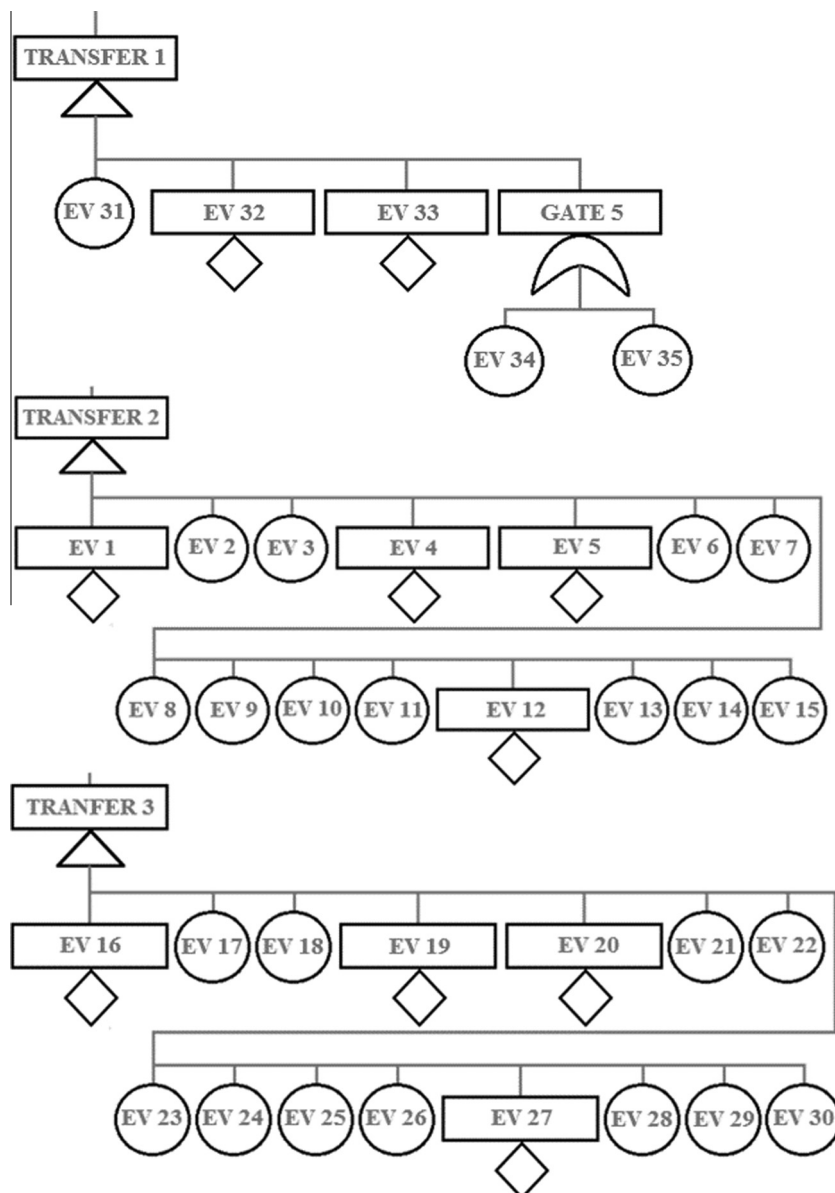 TRANSFER 1
EV 31 EV 32 EV 33 GATE 5
EV 34 EV 35
TRANSFER 2
EV 1 EV 2 EV 3 EV 4 EV 5 EV 6 EV 7
EV 8 EV 9 EV 10 EV 11 EV 12 EV 13 EV 14 EV 15
TRANFER 3
EV 16 EV 17 EV 18 EV 19 EV 20 EV 21 EV 22
EV 23 EV 24 EV 25 EV 26 EV 27 EV 28 EV 29 EV 30